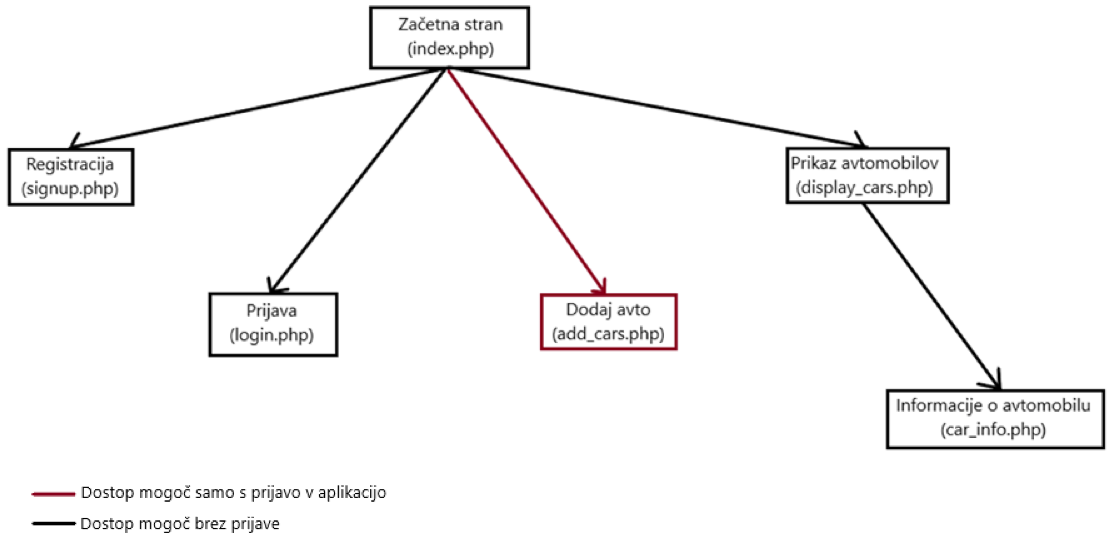 Začetna stran
(index.php)
Registracija
(signup.php)
Prikaz avtomobilov
(display_cars.php)
Prijava
(login.php)
Dodaj avto
(add_cars.php)
Informacije o avtomobilu
(car_info.php)
Dostop mogoč samo s prijavo v aplikacijo
Dostop mogoč brez prijave